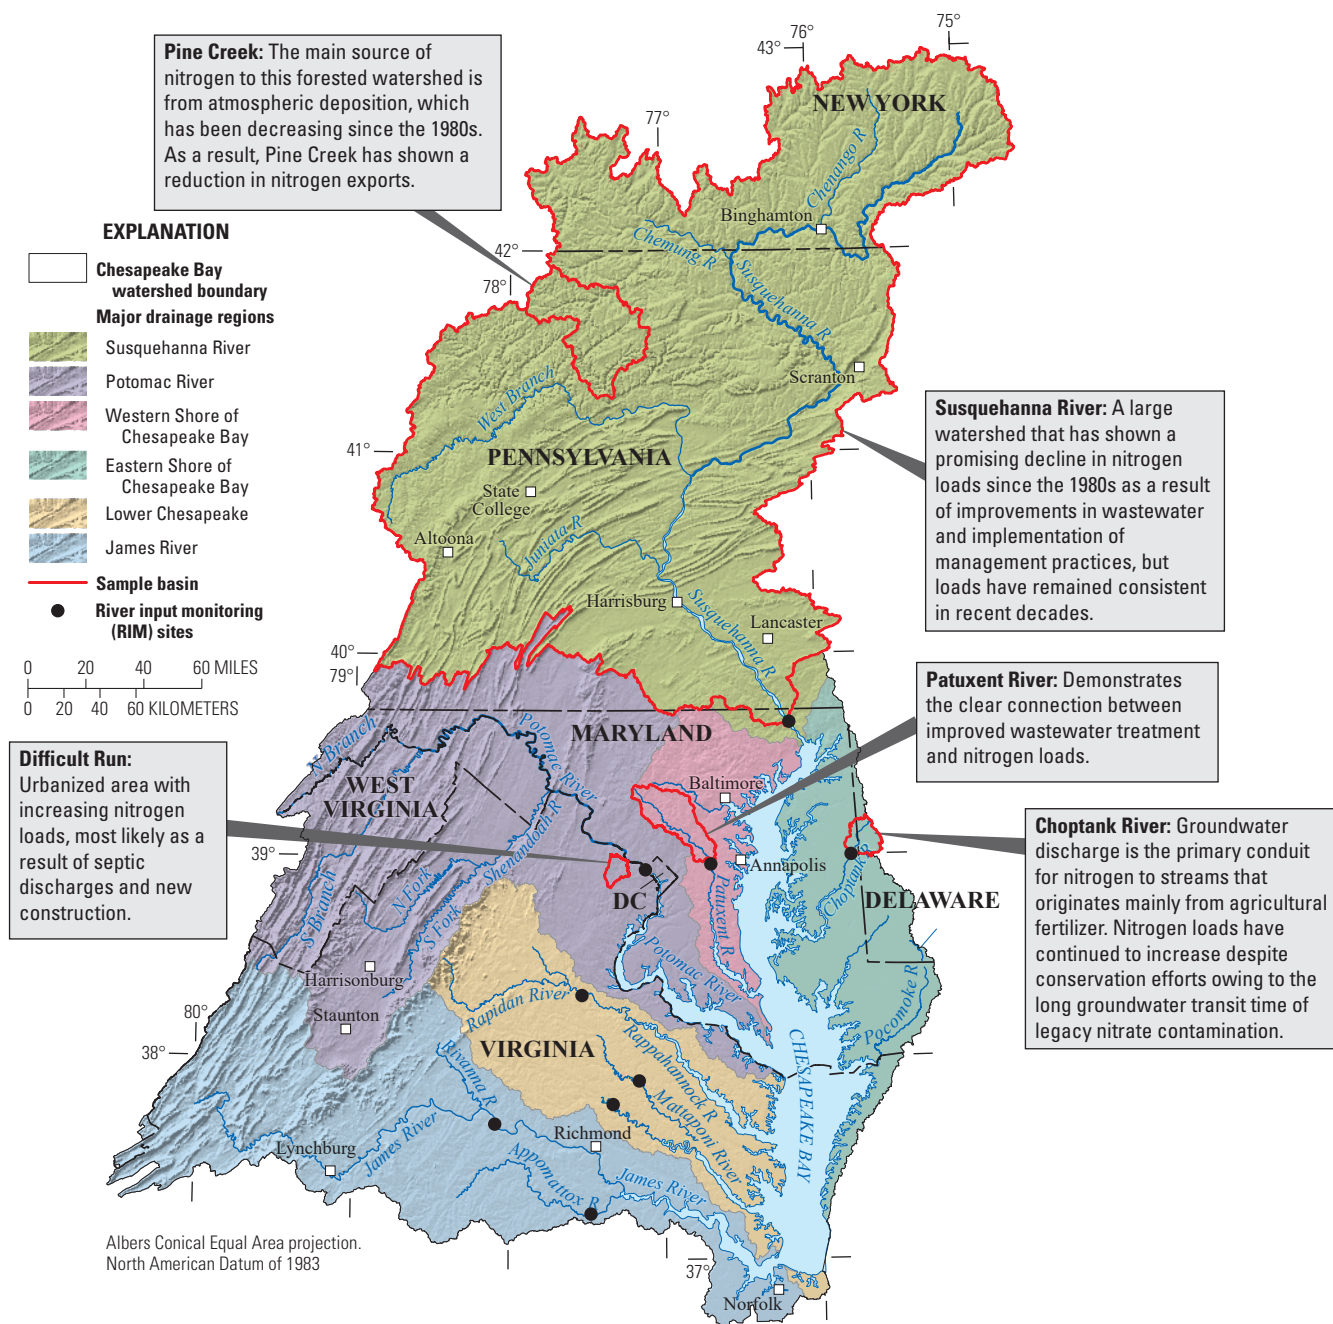 Pine Creek: The main source of
nitrogen to this forested watershed is
from atmospheric deposition, which
has been decreasing since the 1980s.
As a result, Pine Creek has shown a
reduction in nitrogen exports.
EXPLANATION
Chesapeake Bay
watershed boundary
Major drainage regions
Susquehanna River
Potomac River
Western Shore of
Chesapeake Bay
Eastern Shore of
Chesapeake Bay
Lower Chesapeake
James River
Sample basin
River input monitoring
(RIM) sites
0 20 40 60 MILES
0 20 40 60 KILOMETERS
Difficult Run:
Urbanized area with
increasing nitrogen
loads, most likely as a
result of septic
discharges and new
construction.
Susquehanna River: A large
watershed that has shown a
promising decline in nitrogen
loads since the 1980s as a result
of improvements in wastewater
and implementation of
management practices, but
loads have remained consistent
in recent decades.
Patuxent River: Demonstrates
the clear connection between
improved wastewater treatment
and nitrogen loads.
Choptank River: Groundwater
discharge is the primary conduit
for nitrogen to streams that
originates mainly from agricultural
fertilizer. Nitrogen loads have
continued to increase despite
conservation efforts owing to the
long groundwater transit time of
legacy nitrate contamination.
75°
76°
43°
77°
42°
78°
41°
40°
79°
39°
80°
38°
37°
NEW YORK
Chenango R
Binghamton
Chemung R
Susquehanna R
Scranton
West Branch
PENNSYLVANIA
State
College
Altoona
Juniata R
Harrisburg
Susquehanna R
Lancaster
MARYLAND
N Branch
Potomac River
WEST
VIRGINIA
Baltimore
Shenandoah R
N Fork
S Fork
S Branch
DC
Annapolis
Patuxent R
Choptank R
DELAWARE
Harrisonburg
Staunton
Potomac River
Pocomoke R
Rapidan River
VIRGINIA
Rappahannock R
Mattaponi River
CHESAPEAKE BAY
Rivanna R
Richmond
Lynchburg
James River
Appomattox R
James River
Norfolk
Albers Conical Equal Area projection.
North American Datum of 1983